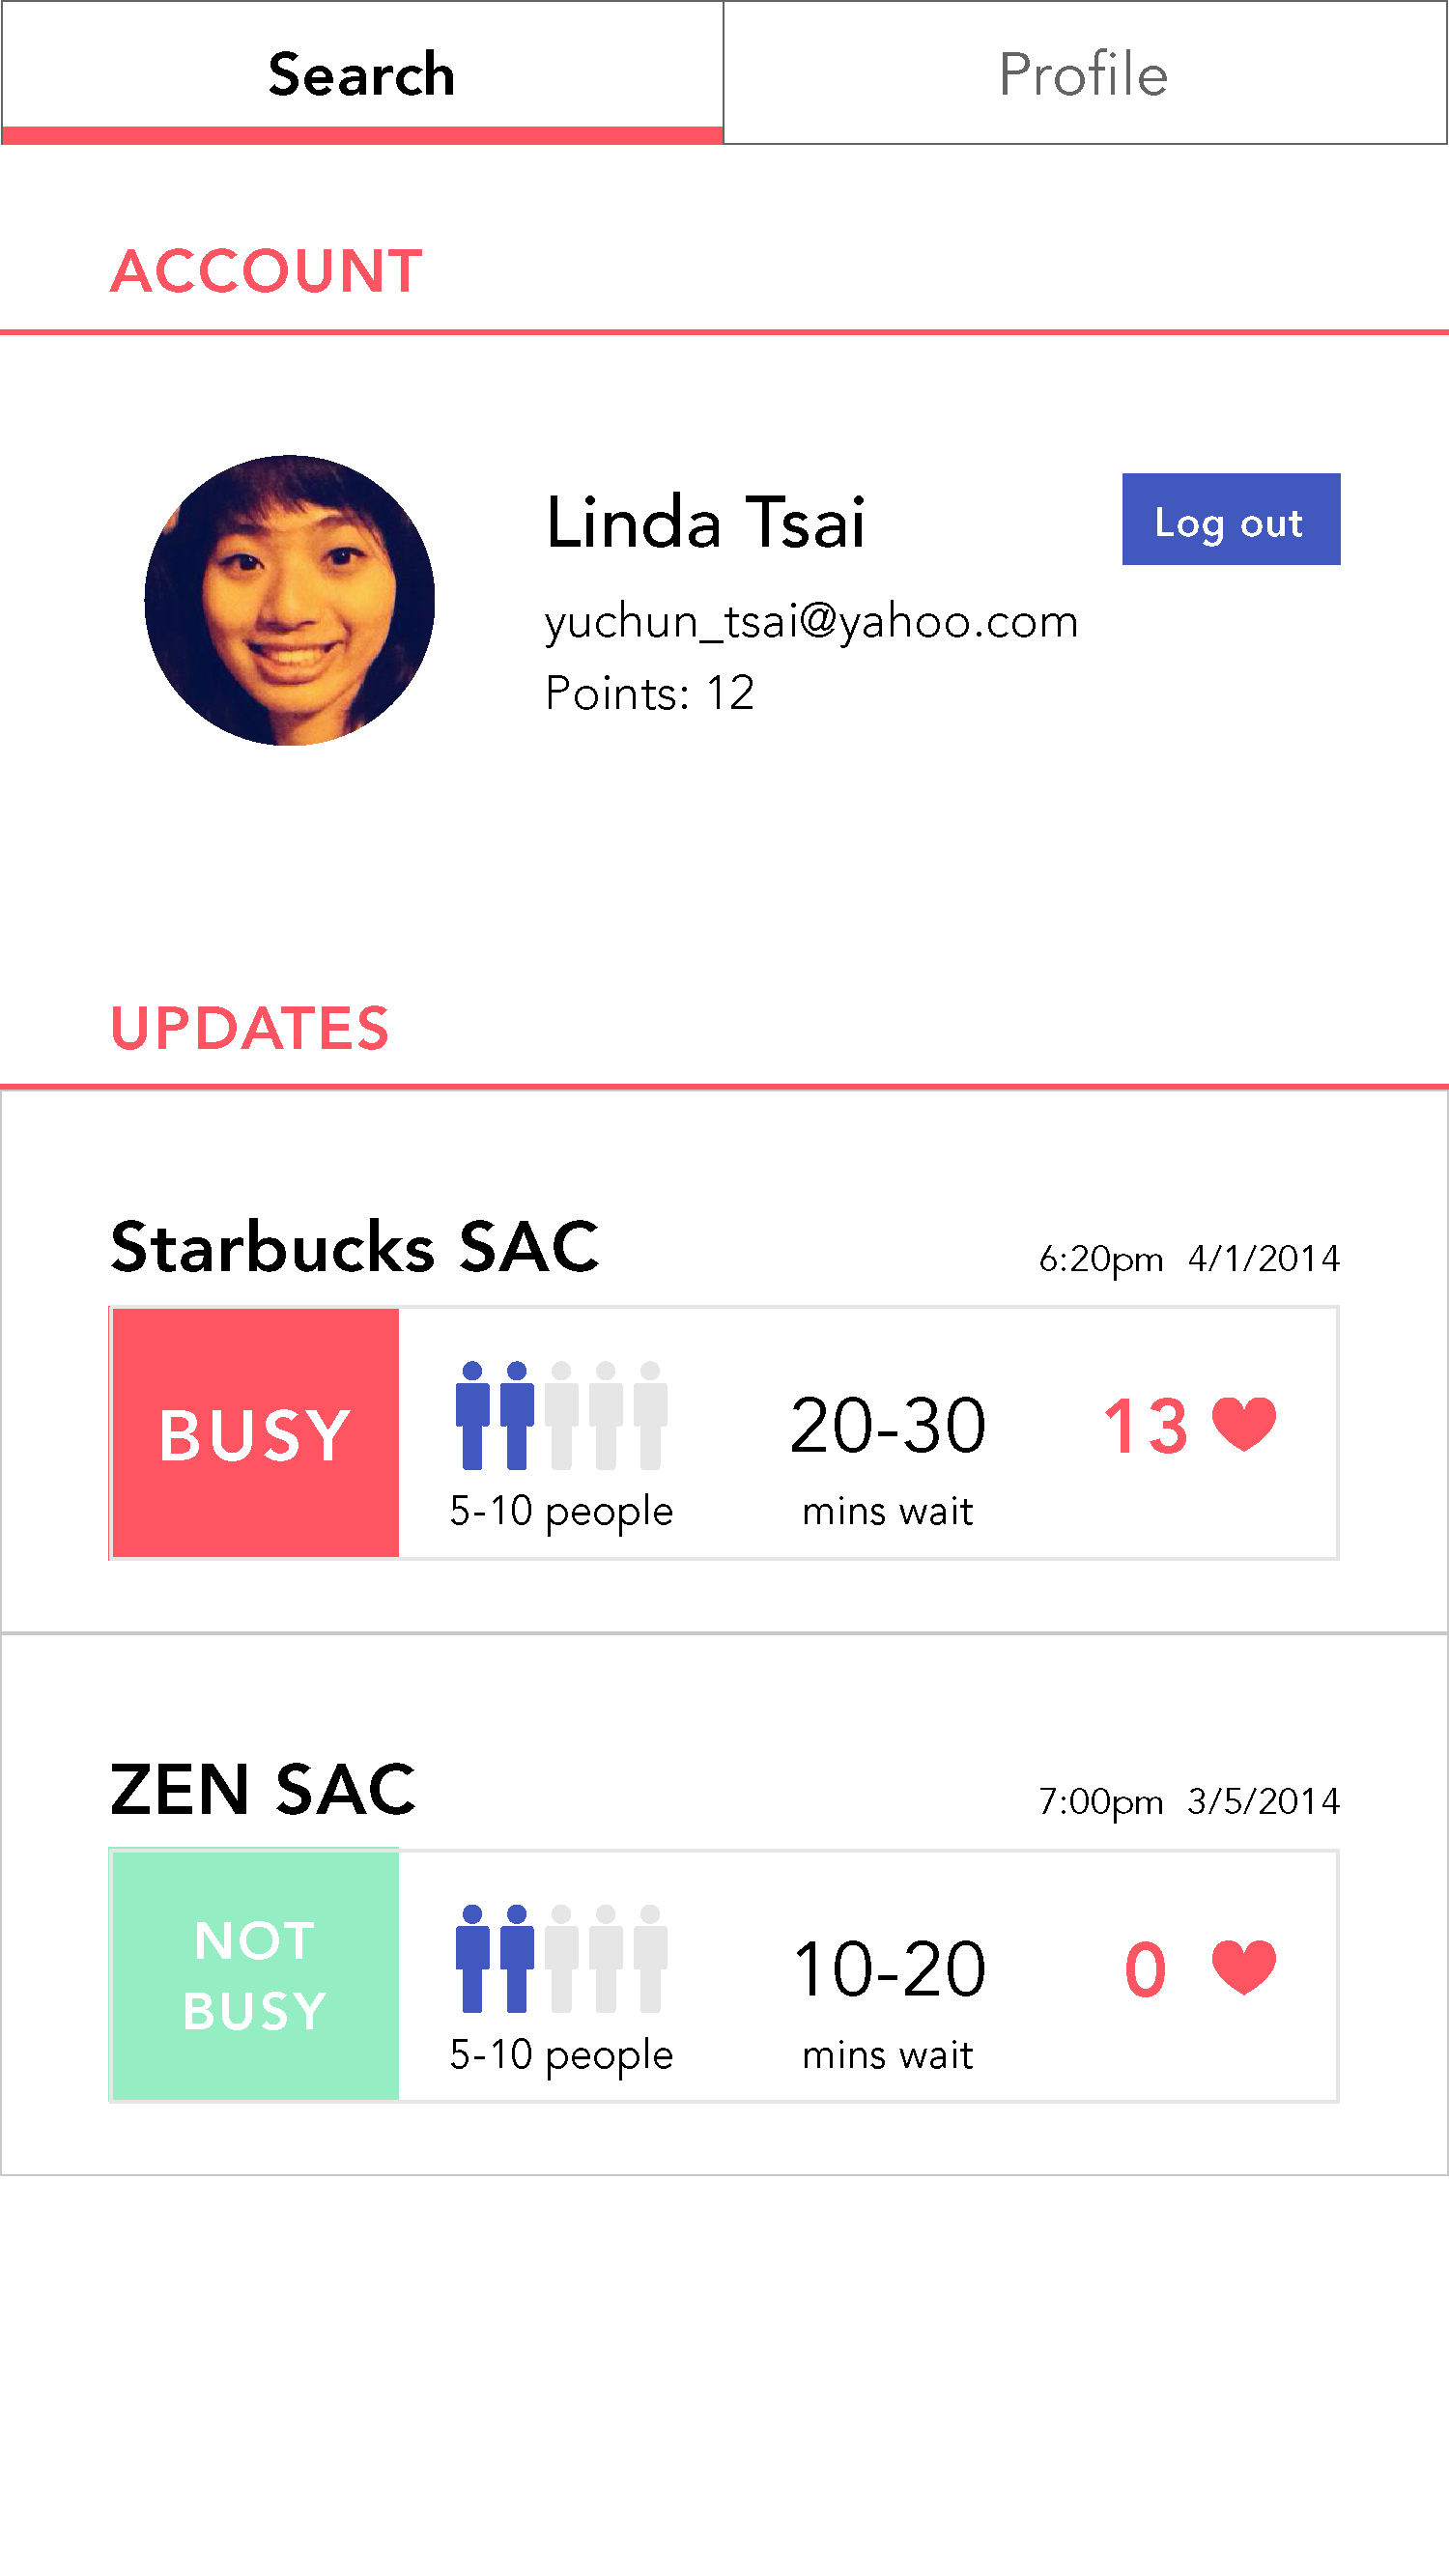 Search
Profile
ACCOUNT
Linda Tsai
Log out
yuchun_tsai@yahoo.com
Points: 12
UPDATES
Starbucks SAC
6:20pm 4/1/2014
BUSY
5-10 people
20-30
mins wait
13
ZEN SAC
7:00pm 3/5/2014
NOT
BUSY
5-10 people
10-20
mins wait
0